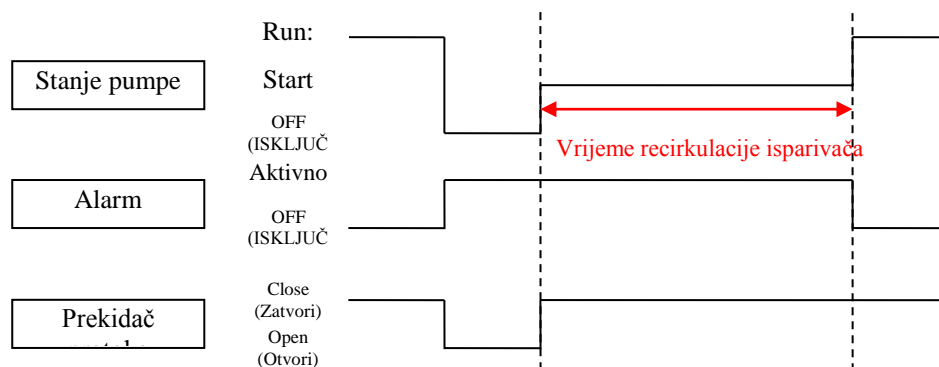 Run:
Stanje pumpe
Start
OFF
(ISKLJUČ
Vrijeme recirkulacije isparivača
Aktivno
Alarm
OFF
(ISKLJUČ
Close
(Zatvori)
Prekidač
Open
(Otvori)